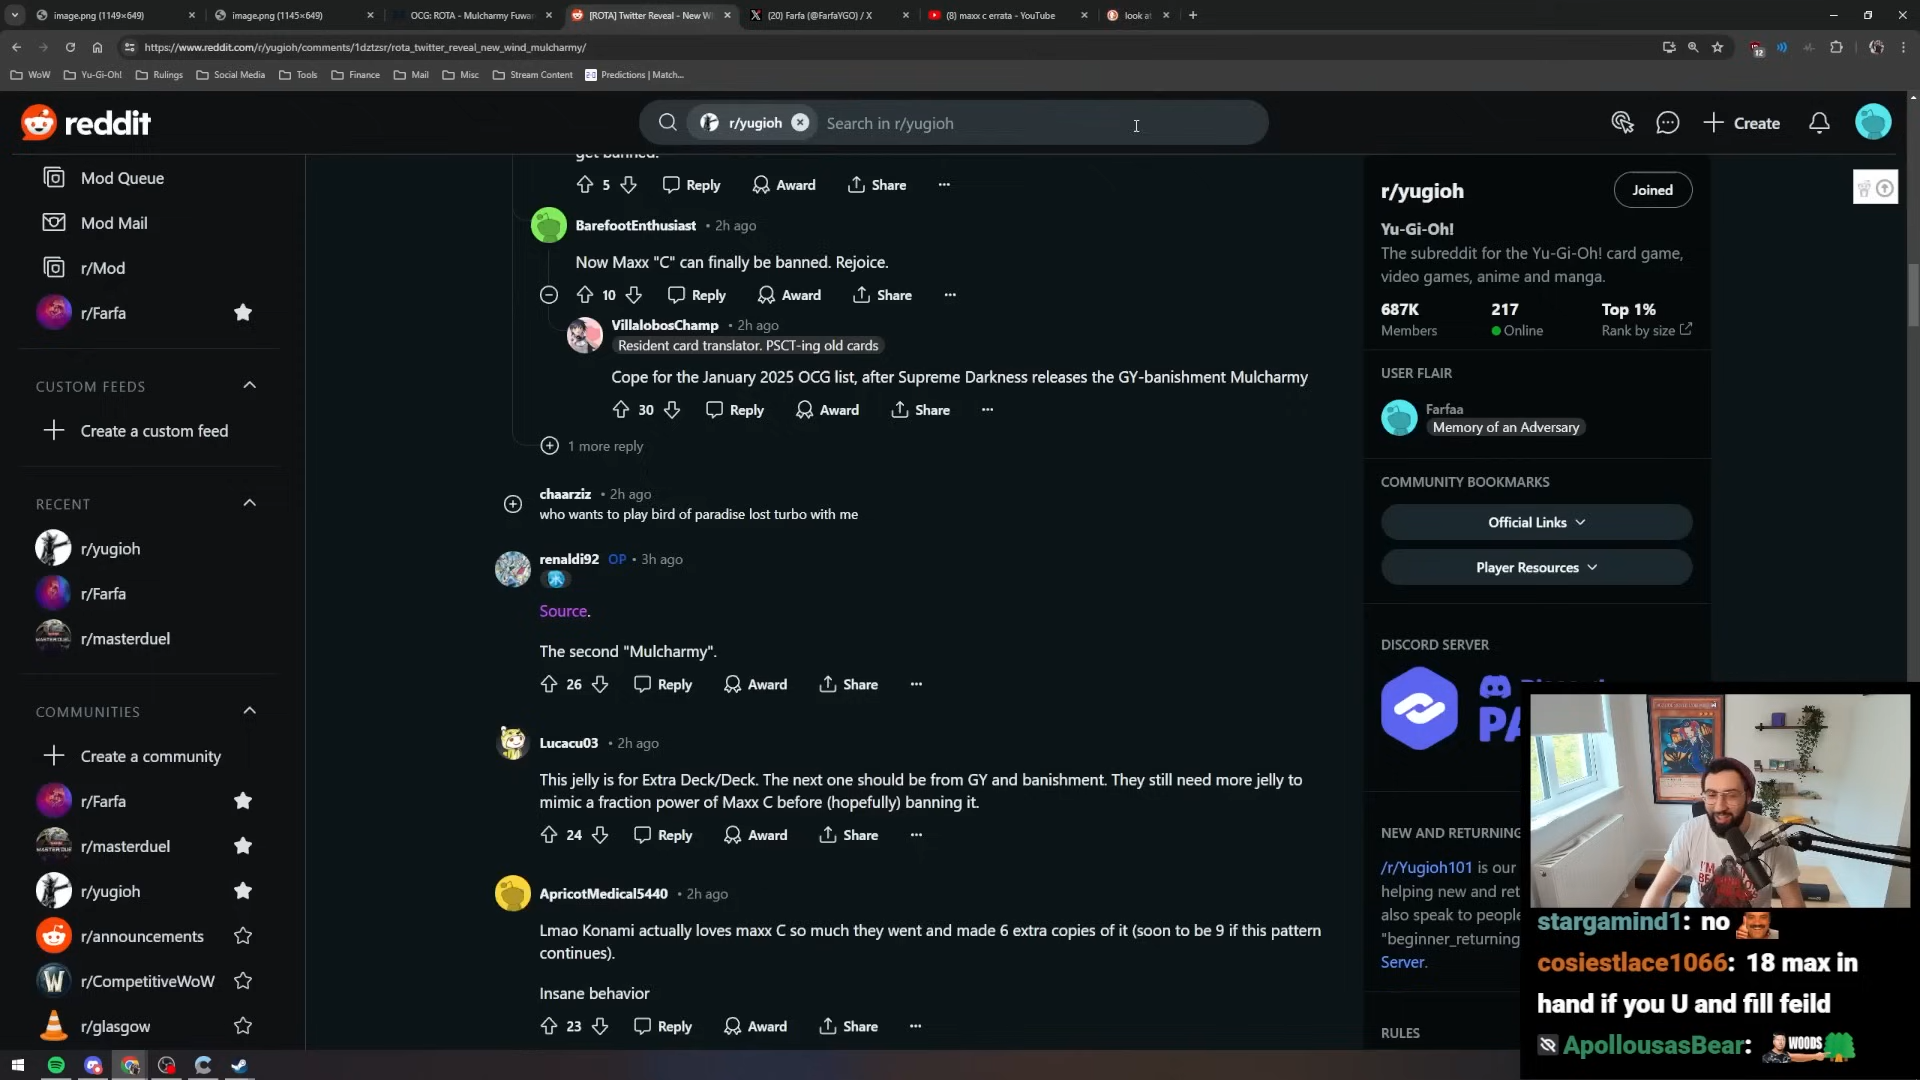 image.png (1149×649)
image.png (1145×649)
OCG: ROTA - Mulcharmy Fuwar
[ROTA] Twitter Reveal - New W
(20) Farfa (@FarfaYGO) / X
(8) maxx c errata - YouTube
look at
https://www.reddit.com/r/yugioh/comments/1dztzsr/rota_twitter_reveal_new_wind_mulcharmy/
12
WoW
Yu-Gi-Oh!
Rulings
Social Media
Tools
Finance
Mail
Misc
Stream Content
Predictions | Match...
reddit
r/yugioh
Search in r/yugioh
Create
Mod Queue
Mod Mail
r/Mod
r/Farfa
CUSTOM FEEDS
Create a custom feed
RECENT
r/yugioh
r/Farfa
r/masterduel
COMMUNITIES
Create a community
r/Farfa
r/masterduel
r/yugioh
r/announcements
r/CompetitiveWoW
r/glasgow
get banned.
5 Reply Award Share
BarefootEnthusiast • 2h ago
Now Maxx "C" can finally be banned. Rejoice.
10 Reply Award Share
VillalobosChamp • 2h ago
Resident card translator. PSCT-ing old cards
Cope for the January 2025 OCG list, after Supreme Darkness releases the GY-banishment Mulcharmy
30 Reply Award Share
1 more reply
chaarziz • 2h ago
who wants to play bird of paradise lost turbo with me
renaldi92 OP • 3h ago
Source.
The second "Mulcharmy".
26 Reply Award Share
Lucacu03 • 2h ago
This jelly is for Extra Deck/Deck. The next one should be from GY and banishment. They still need more jelly to
mimic a fraction power of Maxx C before (hopefully) banning it.
24 Reply Award Share
ApricotMedical5440 • 2h ago
Lmao Konami actually loves maxx C so much they went and made 6 extra copies of it (soon to be 9 if this pattern
continues).
Insane behavior
23 Reply Award Share
r/yugioh
Joined
Yu-Gi-Oh!
The subreddit for the Yu-Gi-Oh! card game,
video games, anime and manga.
687K 217 Top 1%
Members Online Rank by size
USER FLAIR
Farfaa
Memory of an Adversary
COMMUNITY BOOKMARKS
Official Links
Player Resources
DISCORD SERVER
NEW AND RETURNING
/r/Yugioh101 is our
helping new and ret
also speak to people
"beginner_returning
Server.
RULES
stargamind1: no
cosiestlace1066: 18 max in
hand if you U and fill feild
ApollousasBear: WOODS